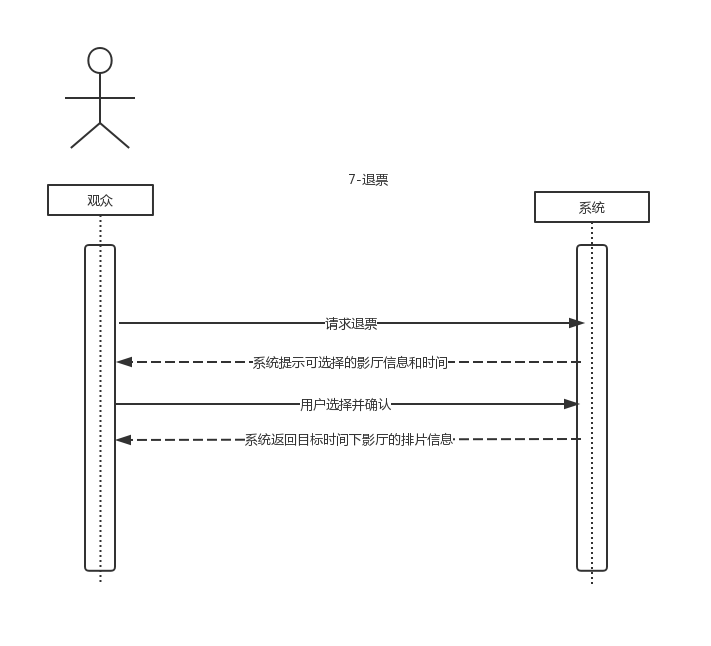 7-退票
观众
系统
请求退票
系统提示可选择的影厅信息和时间
用户选择并确认
系统返回目标时间下影厅的排片信息